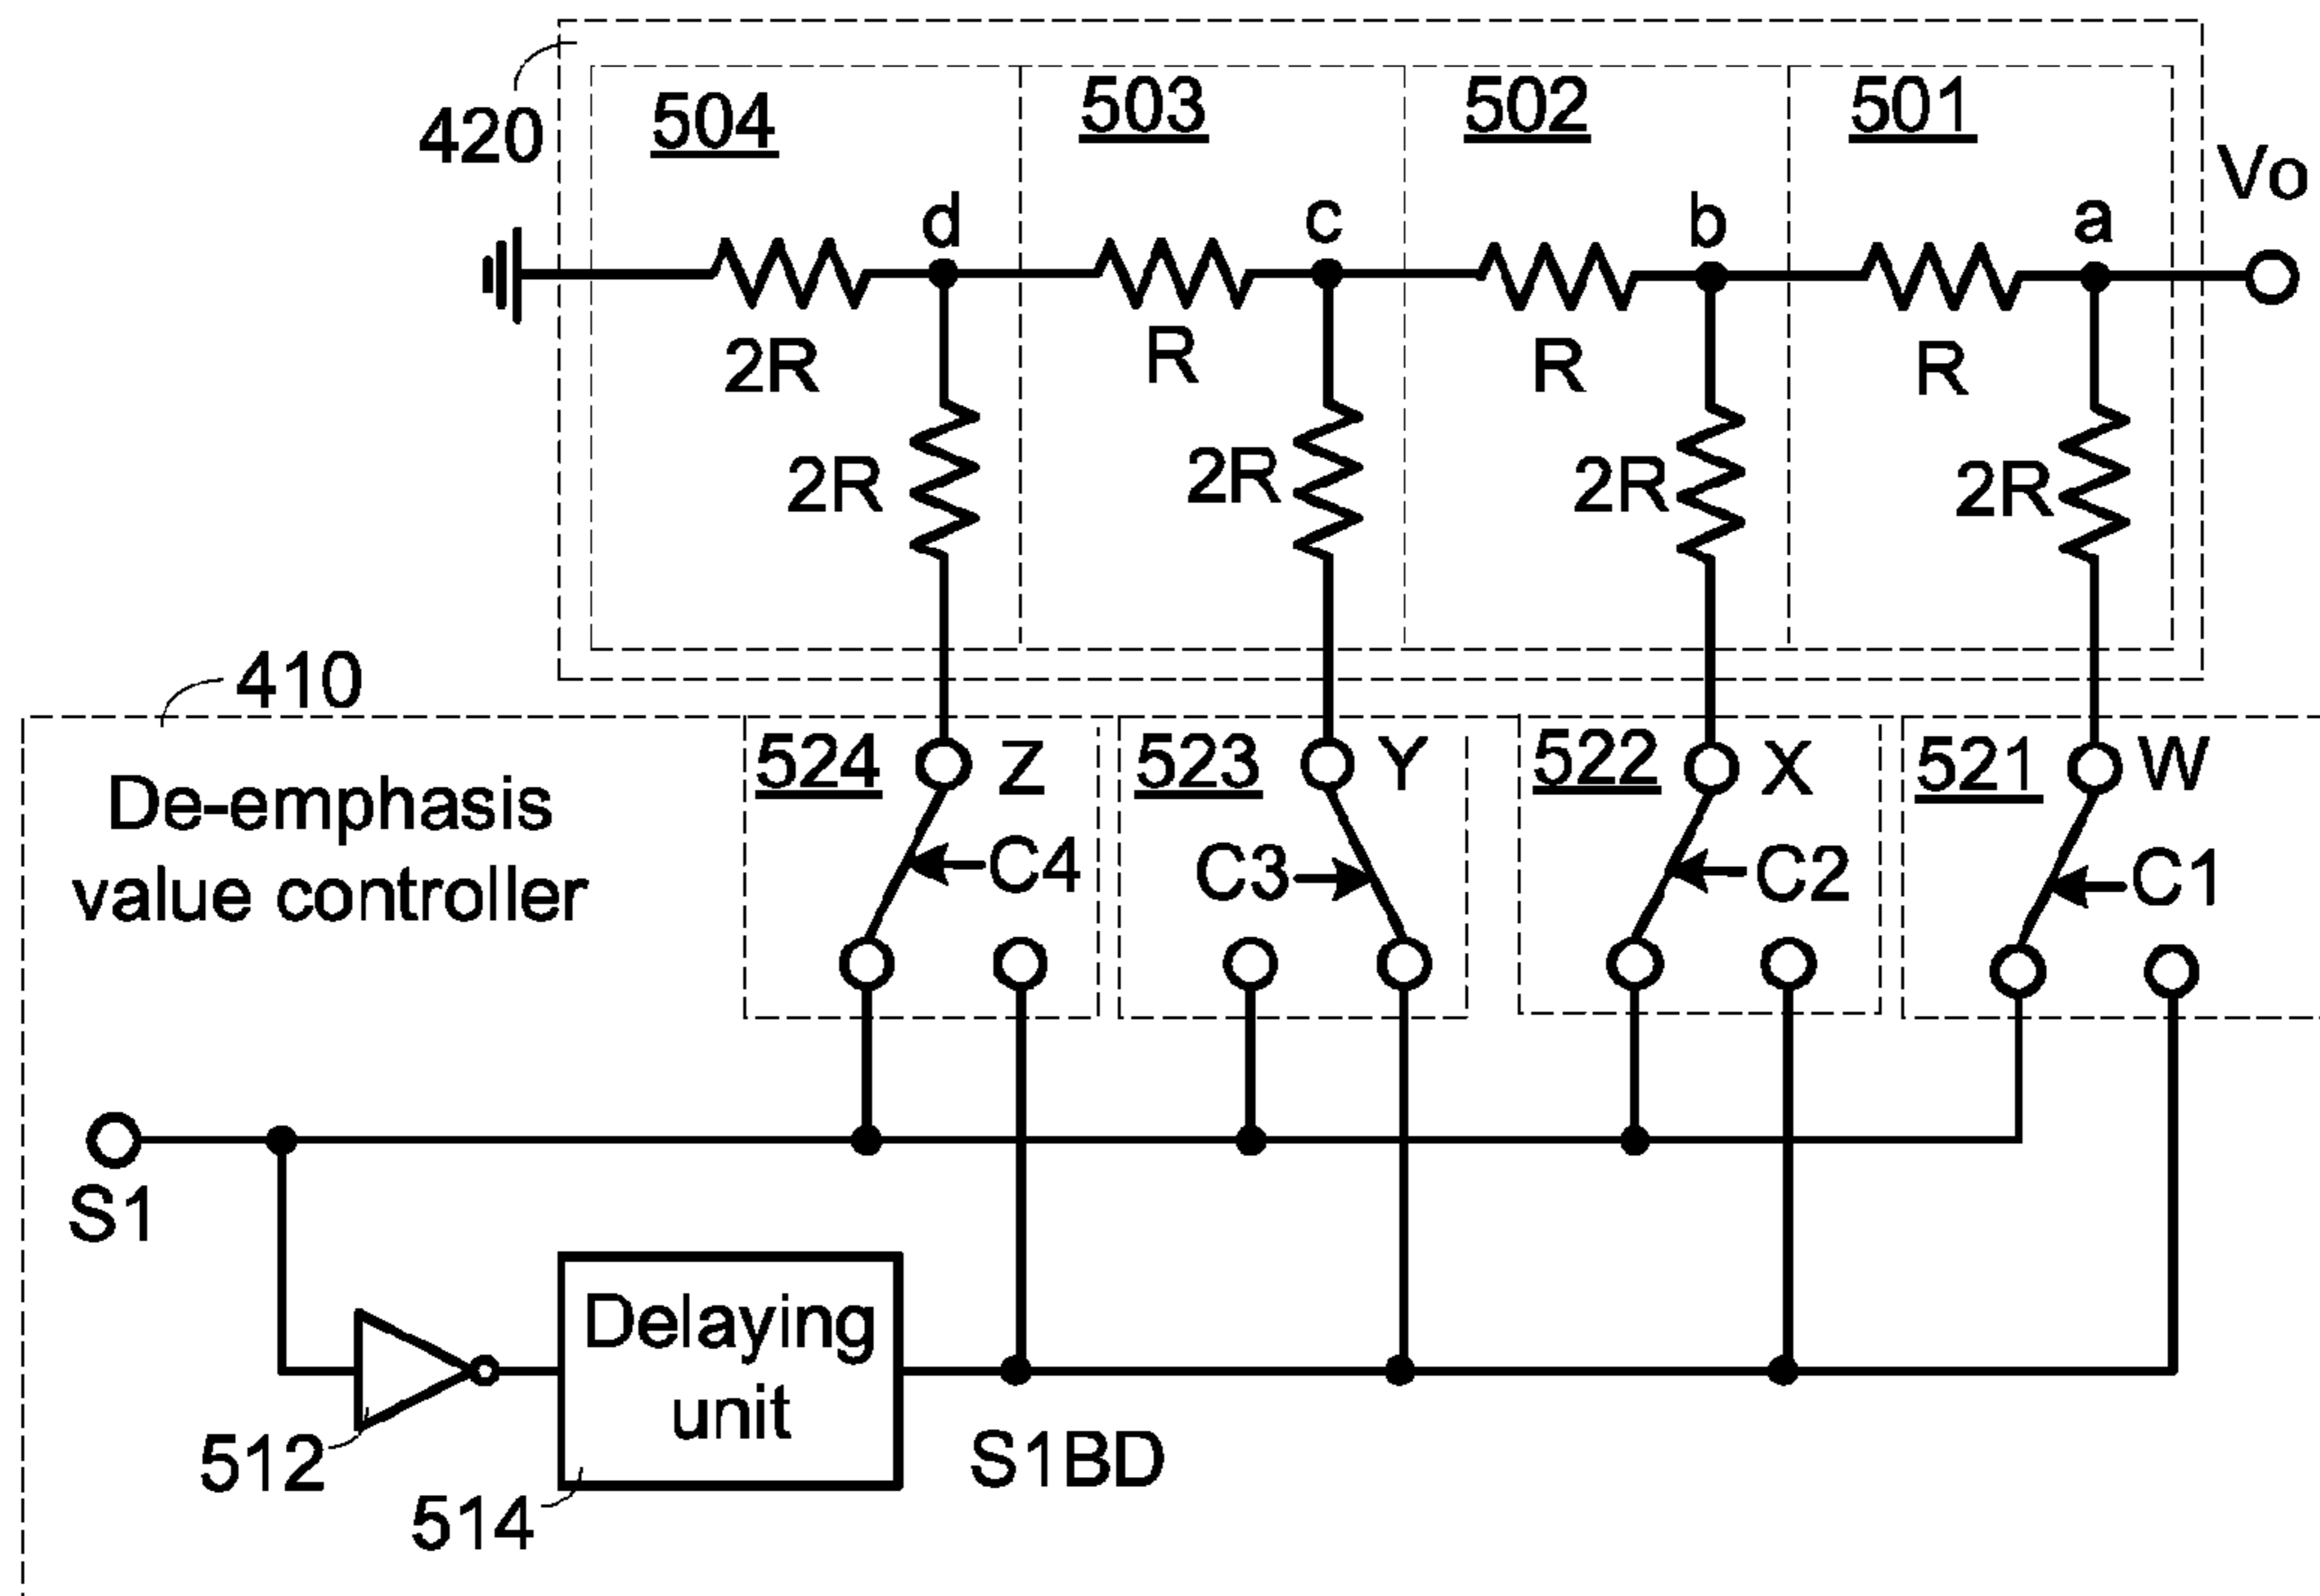 420
504
503
502
501
Vo
d
c
b
a
2R
R
R
R
2R
2R
2R
2R
410
De-emphasis
value controller
524
Z
523
Y
522
X
521
W
C4
C3
C2
C1
S1
Delaying
unit
512
514
S1BD